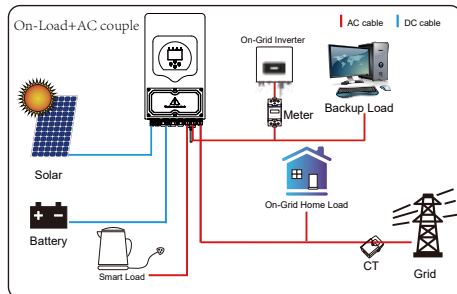 On-Load+AC couple
AC cable
DC cable
On-Grid Inverter
Meter
Backup Load
Solar
On-Grid Home Load
Battery
Smart Load
CT
Grid